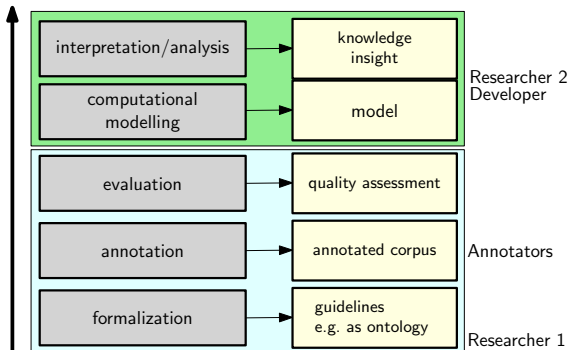 interpretation/analysis
knowledge
insight
computational
modelling
model
Researcher 2
Developer
evaluation
quality assessment
annotation
annotated corpus
Annotators
formalization
guidelines
e.g. as ontology
Researcher 1